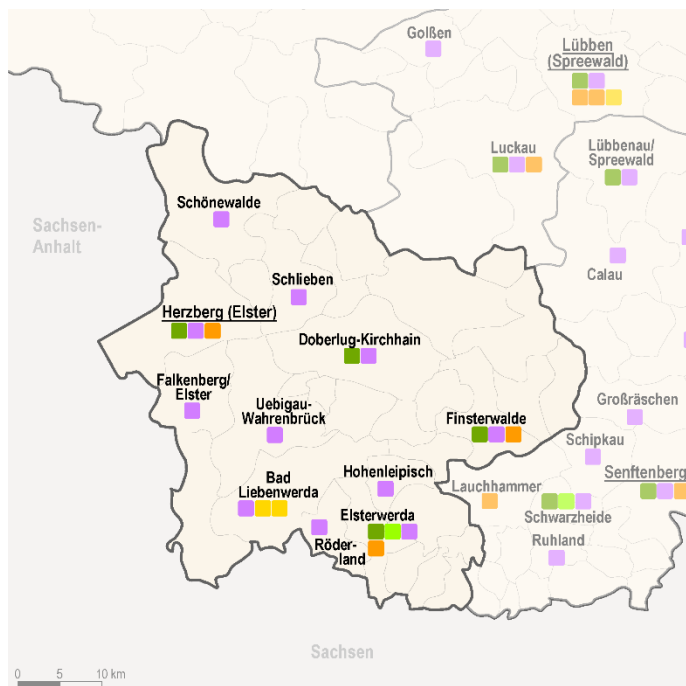 Golßen
Lübben
(Spreewald)
Luckau
Lübbenau/
Spreewald
Sachsen-
Anhalt
Schönewalde
Calau
Schlieben
Herzberg (Elster)
Doberlug-Kirchhain
Falkenberg/
Elster
Uebigau-
Wahrenbrück
Großräschen
Finsterwalde
Schipkau
Hohenleipisch
Senftenberg
Bad
Liebenwerda
Lauchhammer
Elsterwerda
Schwarzheide
Röder-
land
Ruhland
Sachsen
0 5 10 km